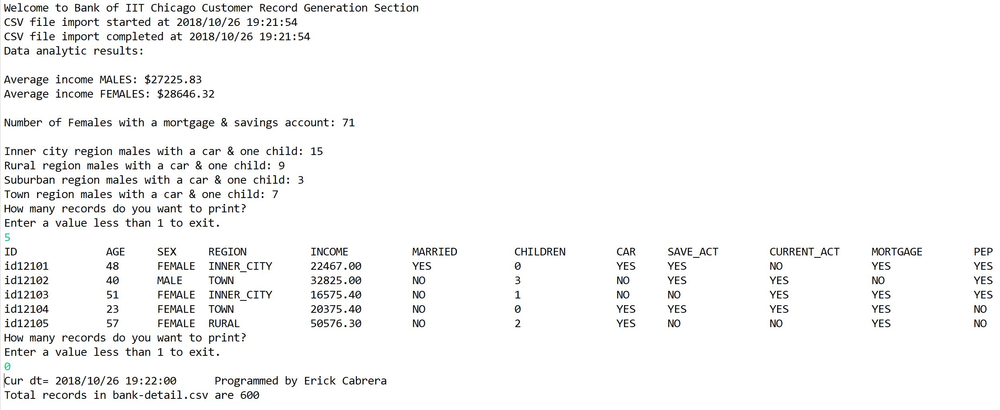 Welcome to Bank of IIT Chicago Customer Record Generation Section
CSV file import started at 2018/10/26 19:21:54
CSV file import completed at 2018/10/26 19:21:54
Data analytic results:
Average income MALES: $27225.83
Average income FEMALES: $28646.32
Number of Females with a mortgage & savings account: 71
Inner city region males with a car & one child: 15
Rural region males with a car & one child: 9
Suburban region males with a car & one child: 3
Town region males with a car & one child: 7
How many records do you want to print?
Enter a value less than 1 to exit.
5
ID AGE SEX REGION INCOME MARRIED CHILDREN CAR SAVE_ACT CURRENT_ACT MORTGAGE PEP
id12101 48 FEMALE INNER_CITY 22467.00 YES 0 YES YES NO YES YES
id12102 40 MALE TOWN 32825.00 NO 3 NO YES YES NO YES
id12103 51 FEMALE INNER_CITY 16575.40 NO 1 NO NO YES YES YES
id12104 23 FEMALE TOWN 20375.40 NO 0 YES YES YES YES NO
id12105 57 FEMALE RURAL 50576.30 NO 2 YES NO NO YES NO
How many records do you want to print?
Enter a value less than 1 to exit.
0
Cur dt= 2018/10/26 19:22:00 Programmed by Erick Cabrera
Total records in bank-detail.csv are 600